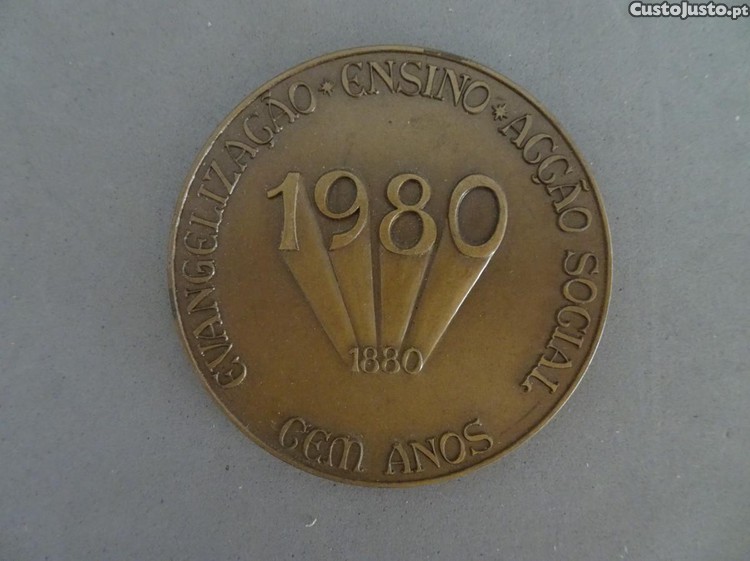 CustoJusto.pt
EVANGELIZAÇÃO * ENSINO * ACÇÃO SOCIAL
1980
1880
CEM ANOS